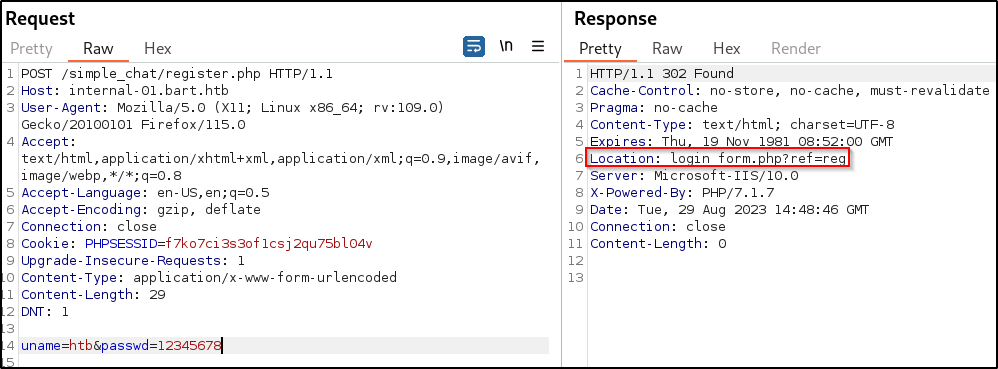 Request
Pretty Raw Hex
\n
1 POST /simple_chat/register.php HTTP/1.1
2 Host: internal-01.bart.htb
3 User-Agent: Mozilla/5.0 (X11; Linux x86_64; rv:109.0)
Gecko/20100101 Firefox/115.0
4 Accept:
text/html,application/xhtml+xml,application/xml;q=0.9,image/avif,
image/webp,*/*;q=0.8
5 Accept-Language: en-US,en;q=0.5
6 Accept-Encoding: gzip, deflate
7 Connection: close
8 Cookie: PHPSESSID=f7ko7ci3s3of1csj2qu75bl04v
9 Upgrade-Insecure-Requests: 1
10 Content-Type: application/x-www-form-urlencoded
11 Content-Length: 29
12 DNT: 1
13
14 uname=htb&passwd=12345678
15
Response
Pretty Raw Hex Render
1 HTTP/1.1 302 Found
2 Cache-Control: no-store, no-cache, must-revalidate
3 Pragma: no-cache
4 Content-Type: text/html; charset=UTF-8
5 Expires: Thu, 19 Nov 1981 08:52:00 GMT
6 Location: login_form.php?ref=reg
7 Server: Microsoft-IIS/10.0
8 X-Powered-By: PHP/7.1.7
9 Date: Tue, 29 Aug 2023 14:48:46 GMT
10 Connection: close
11 Content-Length: 0
12
13